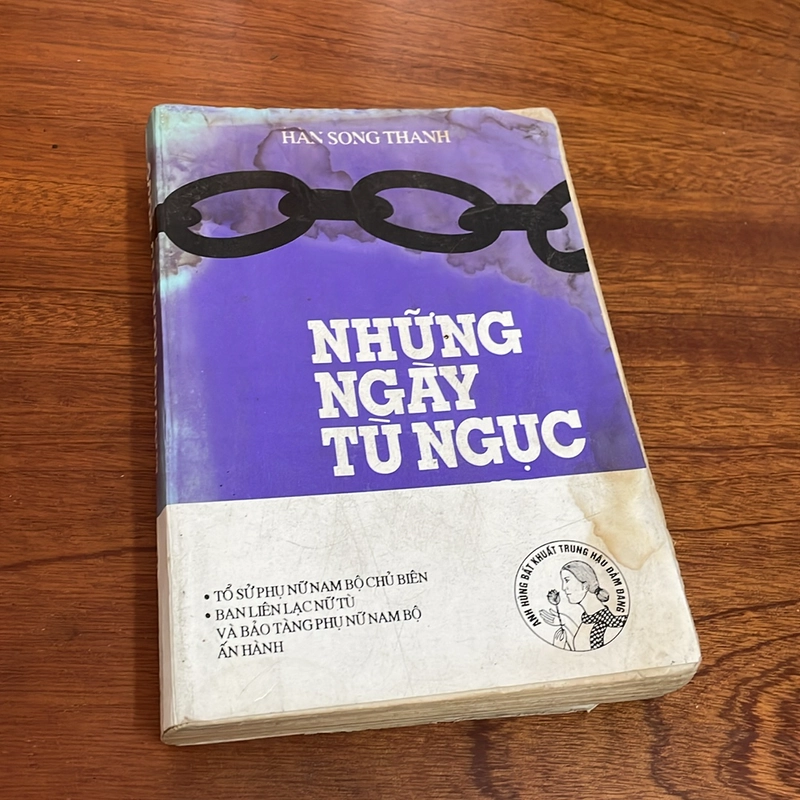 HÀN SONG THANH
NHỮNG
NGÀY
TÙ NGỤC
• TỔ SỬ PHỤ NỮ NAM BỘ CHỦ BIÊN
• BAN LIÊN LẠC NỮ TÙ
VÀ BẢO TÀNG PHỤ NỮ NAM BỘ
ẤN HÀNH
ANH HÙNG BẤT KHUẤT TRUNG HẬU ĐẢM ĐANG